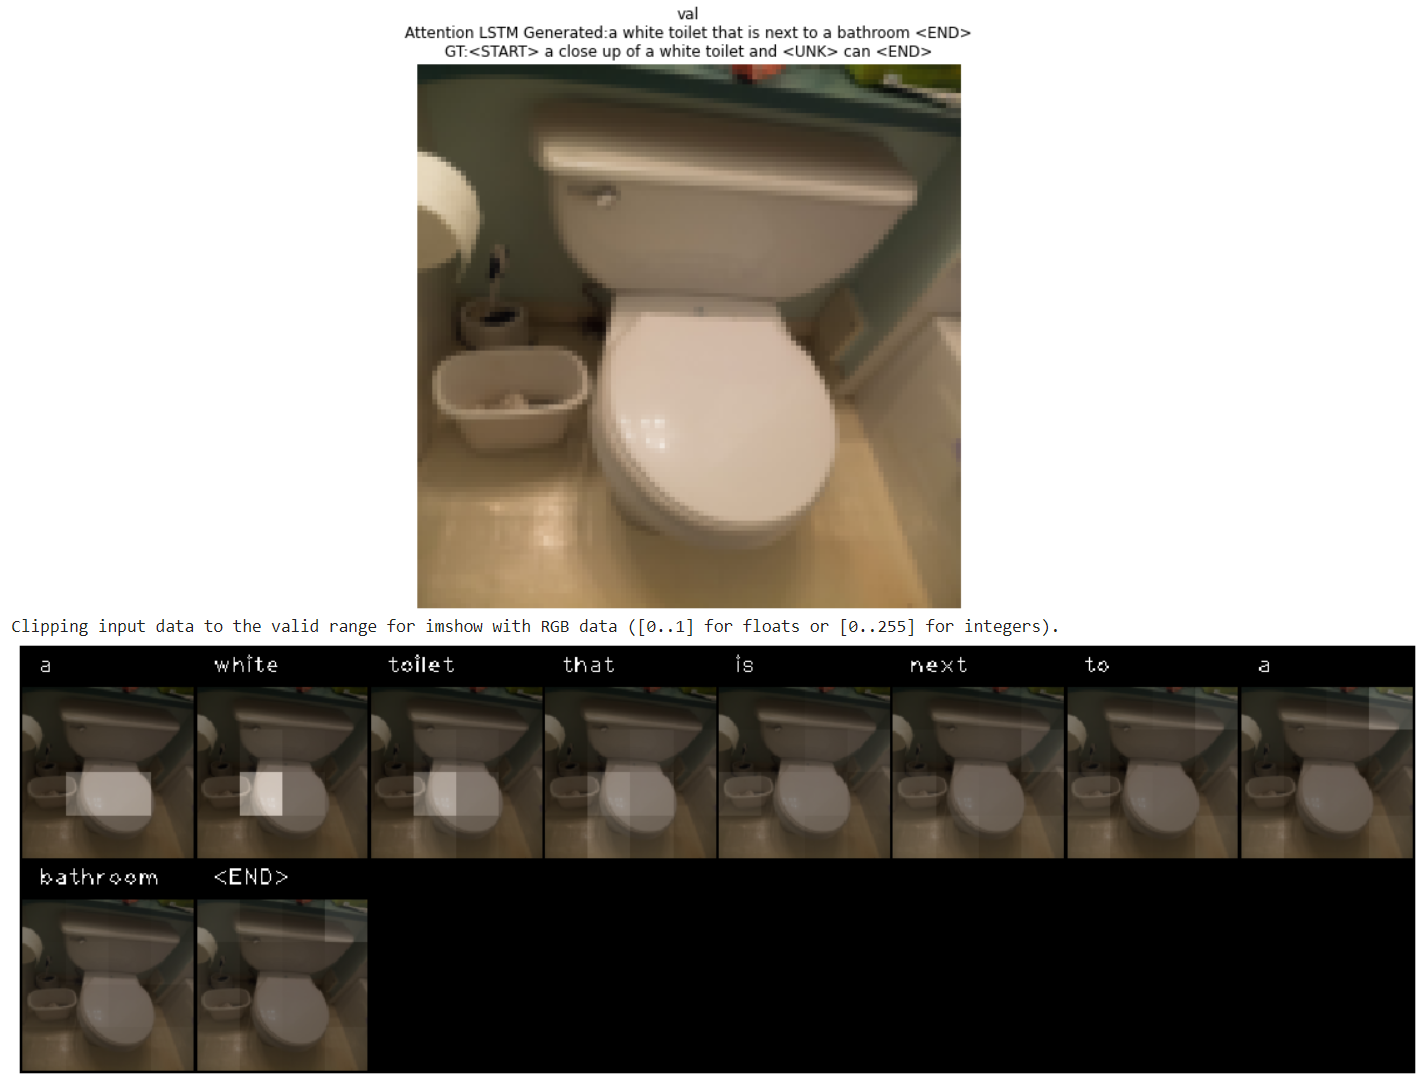 val
Attention LSTM Generated:a white toilet that is next to a bathroom <END>
GT:<START> a close up of a white toilet and <UNK> can <END>
Clipping input data to the valid range for imshow with RGB data ([0..1] for floats or [0..255] for integers).
a white toilet that is next to a
bathroom <END>